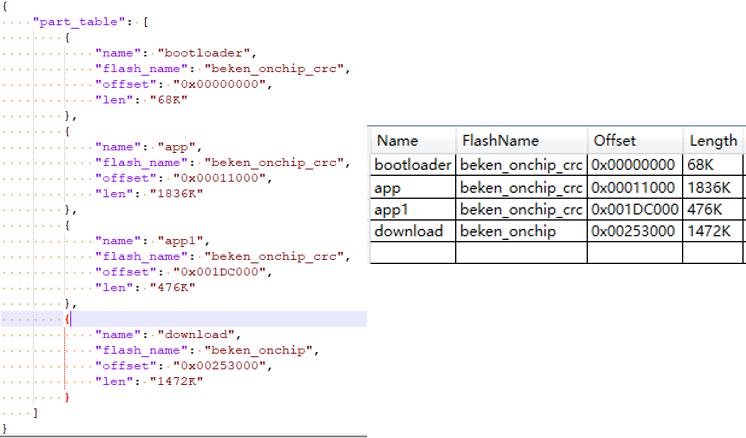 {
"part_table": [
{
"name": "bootloader",
"flash_name": "beken_onchip_crc",
"offset": "0x00000000",
"len": "68K"
},
{
"name": "app",
"flash_name": "beken_onchip_crc",
"offset": "0x00011000",
"len": "1836K"
},
{
"name": "app1",
"flash_name": "beken_onchip_crc",
"offset": "0x001DC000",
"len": "476K"
},
{
"name": "download",
"flash_name": "beken_onchip",
"offset": "0x00253000",
"len": "1472K"
}
]
}
Name FlashName Offset Length
bootloader beken_onchip_crc 0x00000000 68K
app beken_onchip_crc 0x00011000 1836K
app1 beken_onchip_crc 0x001DC000 476K
download beken_onchip 0x00253000 1472K